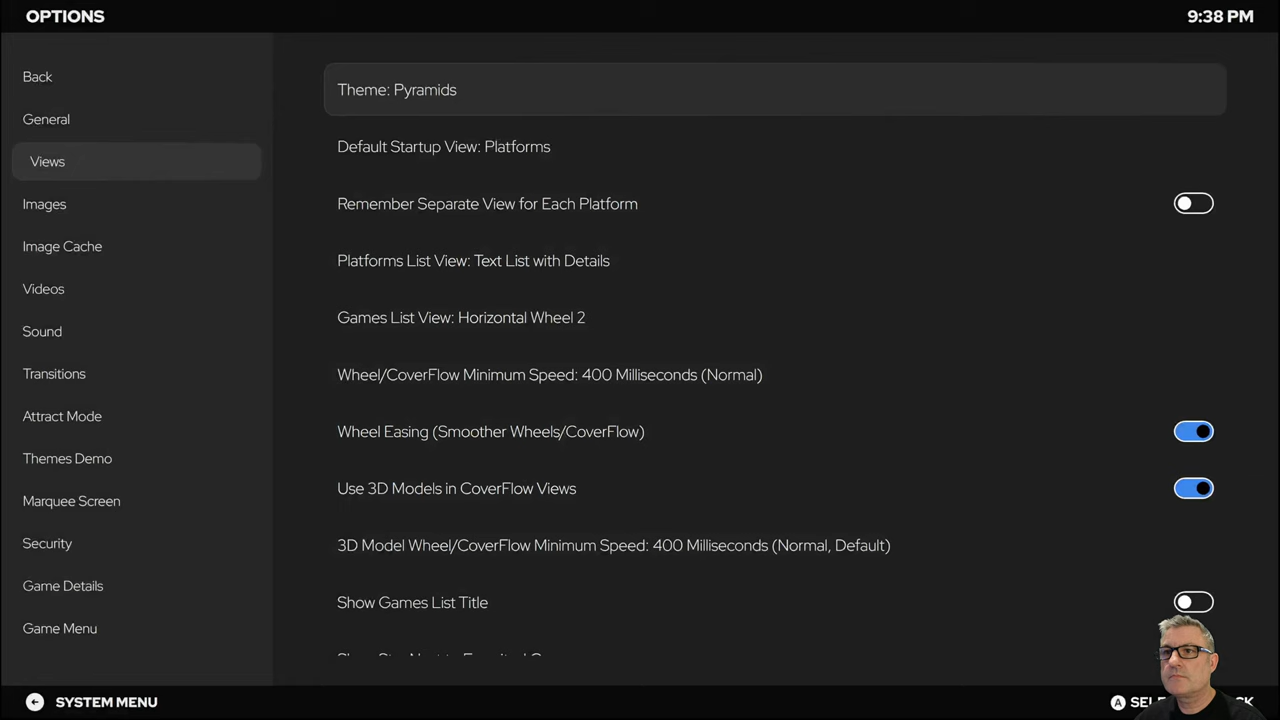 OPTIONS
9:38 PM
Back
General
Views
Images
Image Cache
Videos
Sound
Transitions
Attract Mode
Themes Demo
Marquee Screen
Security
Game Details
Game Menu
Theme: Pyramids
Default Startup View: Platforms
Remember Separate View for Each Platform
Platforms List View: Text List with Details
Games List View: Horizontal Wheel 2
Wheel/CoverFlow Minimum Speed: 400 Milliseconds (Normal)
Wheel Easing (Smoother Wheels/CoverFlow)
Use 3D Models in CoverFlow Views
3D Model Wheel/CoverFlow Minimum Speed: 400 Milliseconds (Normal, Default)
Show Games List Title
SYSTEM MENU
A